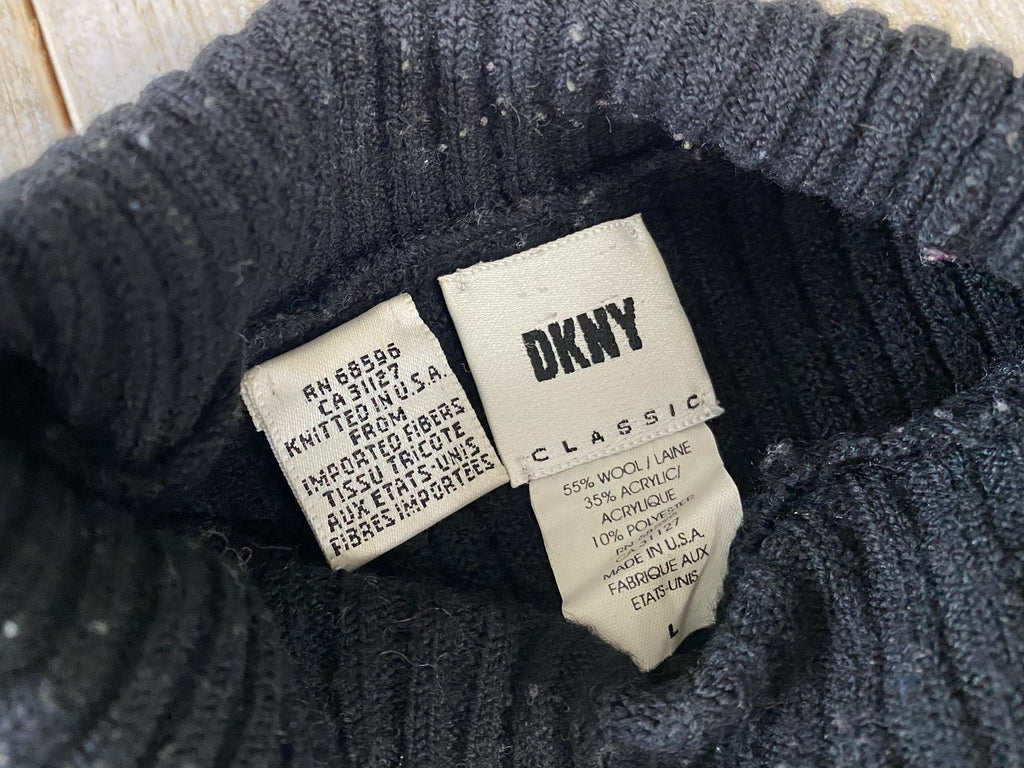 RN 68596
CA 31127
KNITTED IN U.S.A.
FROM
IMPORTED FIBERS
TISSU TRICOTE
AUX ETATS-UNIS
FIBRES IMPORTEES
DKNY
CLASSIC
55% WOOL / LAINE
35% ACRYLIC/
ACRYLIQUE
10% POLYESTER
RN
CA 31127
MADE IN U.S.A.
FABRIQUE AUX
ETATS-UNIS
L